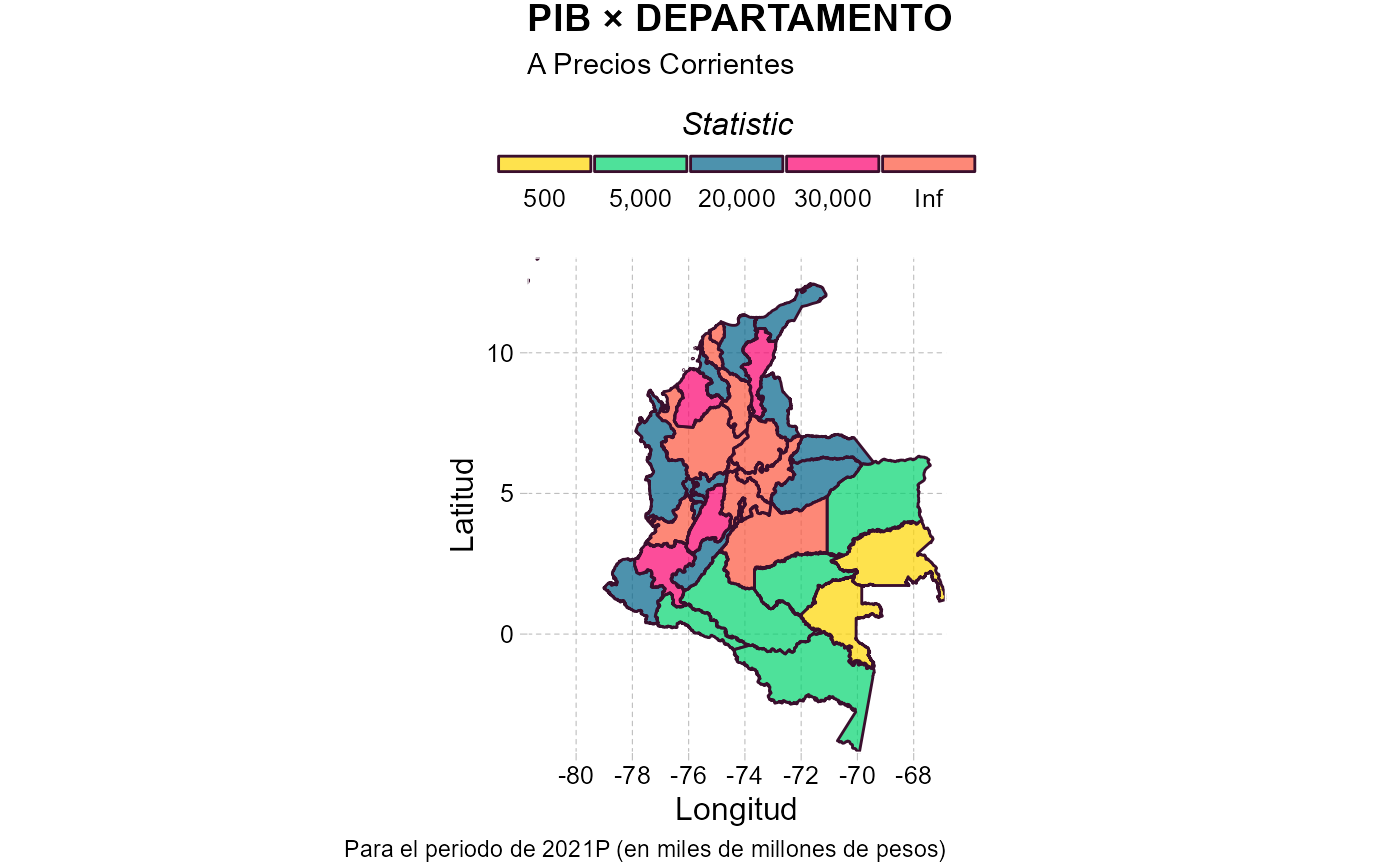 PIB × DEPARTAMENTO
A Precios Corrientes
Statistic
500 5,000 20,000 30,000 Inf
10
5
0
Latitud
-80 -78 -76 -74 -72 -70 -68
Longitud
Para el periodo de 2021P (en miles de millones de pesos)